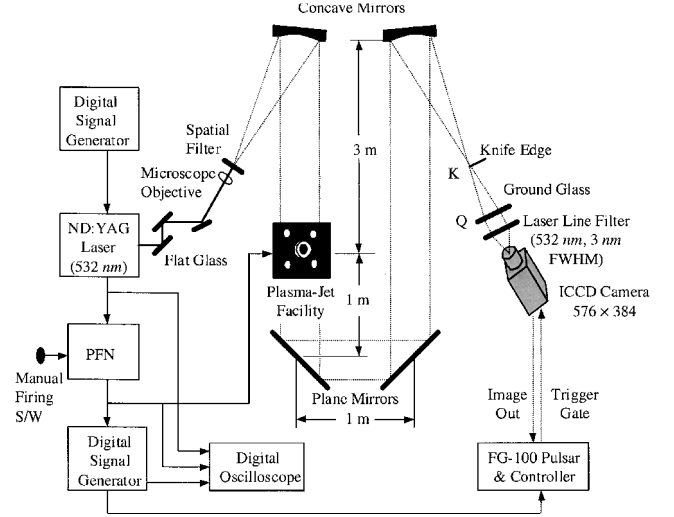 Concave Mirrors
Digital
Signal
Generator
Spatial
Filter
Microscope
Objective
3 m
Knife Edge
K
Ground Glass
Q
Laser Line Filter
(532 nm, 3 nm
FWHM)
ND:YAG
Laser
(532 nm)
Flat Glass
Plasma-Jet
Facility
1 m
ICCD Camera
576 × 384
PFN
Manual
Firing
S/W
Plane Mirrors
1 m
Image
Out
Trigger
Gate
Digital
Signal
Generator
Digital
Oscilloscope
FG-100 Pulsar
& Controller